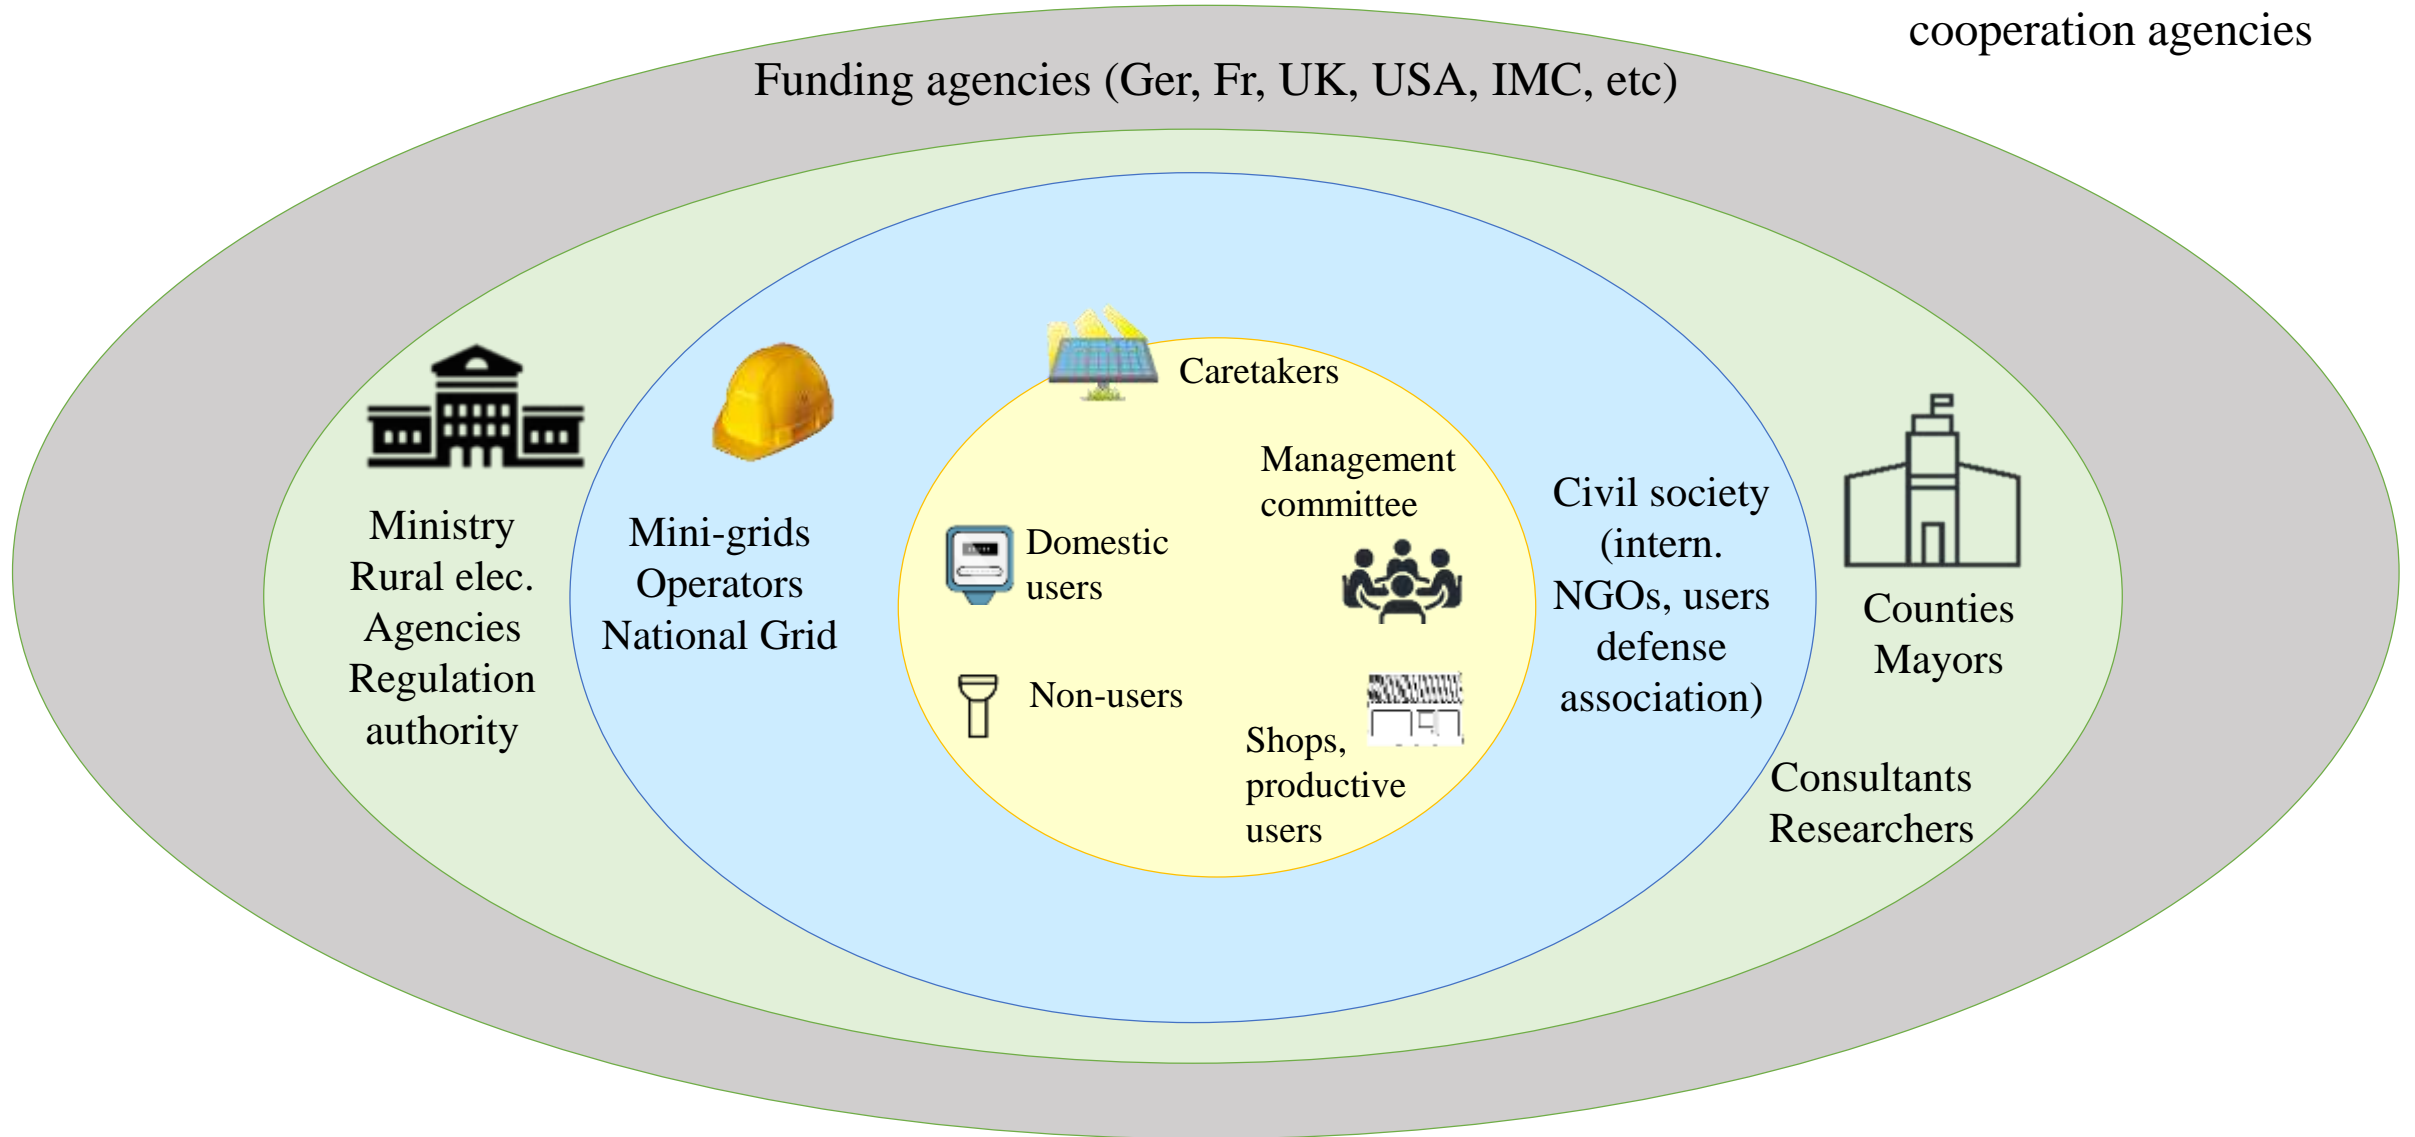 cooperation agencies
Funding agencies (Ger, Fr, UK, USA, IMC, etc)
Caretakers
Management
committee
Domestic
users
Non-users
Shops,
productive
users
Mini-grids
Operators
National Grid
Civil society
(intern.
NGOs, users
defense
association)
Ministry
Rural elec.
Agencies
Regulation
authority
Counties
Mayors
Consultants
Researchers